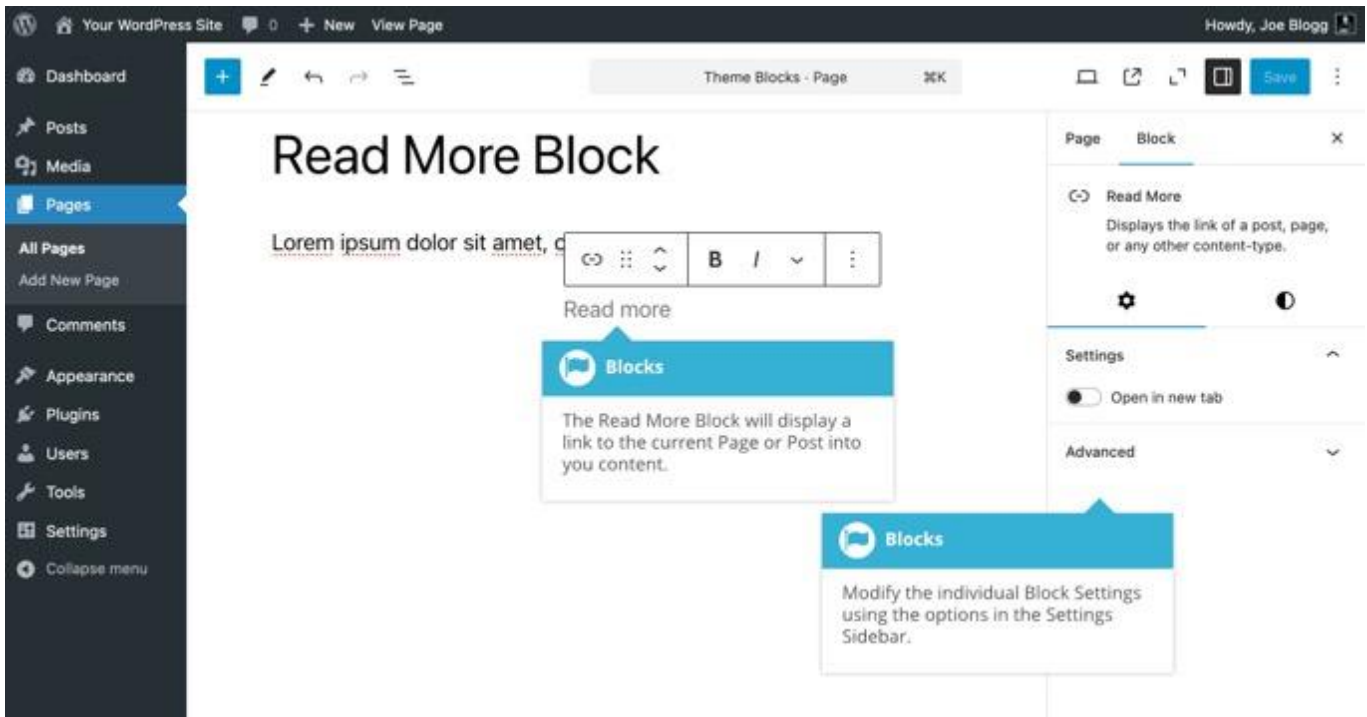 Your WordPress Site 0 + New View Page Howdy, Joe Blogg
Dashboard
Posts
Media
Pages
All Pages
Add New Page
Comments
Appearance
Plugins
Users
Tools
Settings
Collapse menu
Theme Blocks · Page ⌘K
Save
Read More Block
Lorem ipsum dolor sit amet, c
B I
Read more
Blocks
The Read More Block will display a
link to the current Page or Post into
you content.
Page Block
Read More
Displays the link of a post, page,
or any other content-type.
Settings
Open in new tab
Advanced
Blocks
Modify the individual Block Settings
using the options in the Settings
Sidebar.